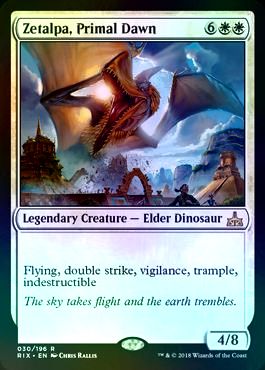 Zetalpa, Primal Dawn 6
Legendary Creature — Elder Dinosaur
Flying, double strike, vigilance, trample,
indestructible
The sky takes flight and the earth trembles.
4/8
030/196 R
RIX • EN Chris Rallis
™ & © 2018 Wizards of the Coast